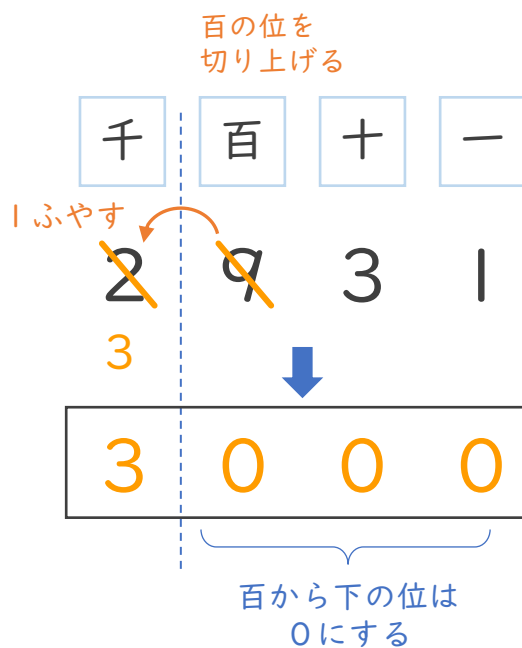 百の位を
切り上げる
千 百 十 一
1ふやす
2 9 3 1
3
3 0 0 0
百から下の位は
0にする